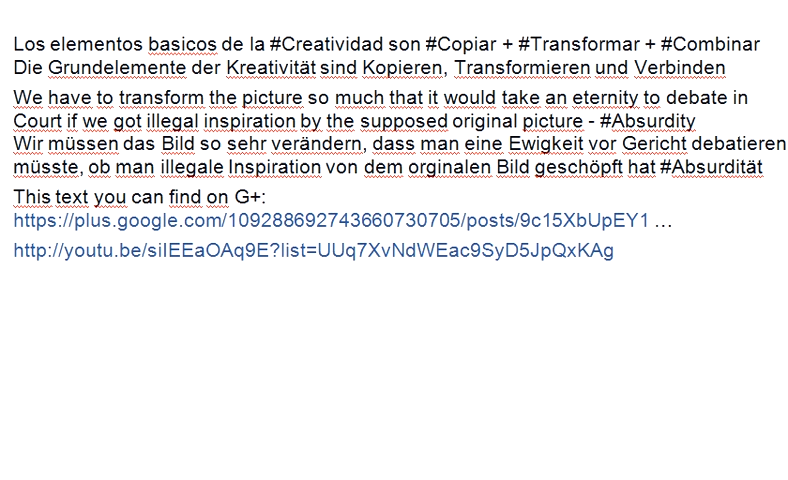 Los elementos basicos de la #Creatividad son #Copiar + #Transformar + #Combinar
Die Grundelemente der Kreativität sind Kopieren, Transformieren und Verbinden
We have to transform the picture so much that it would take an eternity to debate in
Court if we got illegal inspiration by the supposed original picture - #Absurdity
Wir müssen das Bild so sehr verändern, dass man eine Ewigkeit vor Gericht debatieren
müsste, ob man illegale Inspiration von dem orginalen Bild geschöpft hat #Absurdität
This text you can find on G+:
https://plus.google.com/109288692743660730705/posts/9c15XbUpEY1 ...
http://youtu.be/siIEEaOAq9E?list=UUq7XvNdWEac9SyD5JpQxKAg